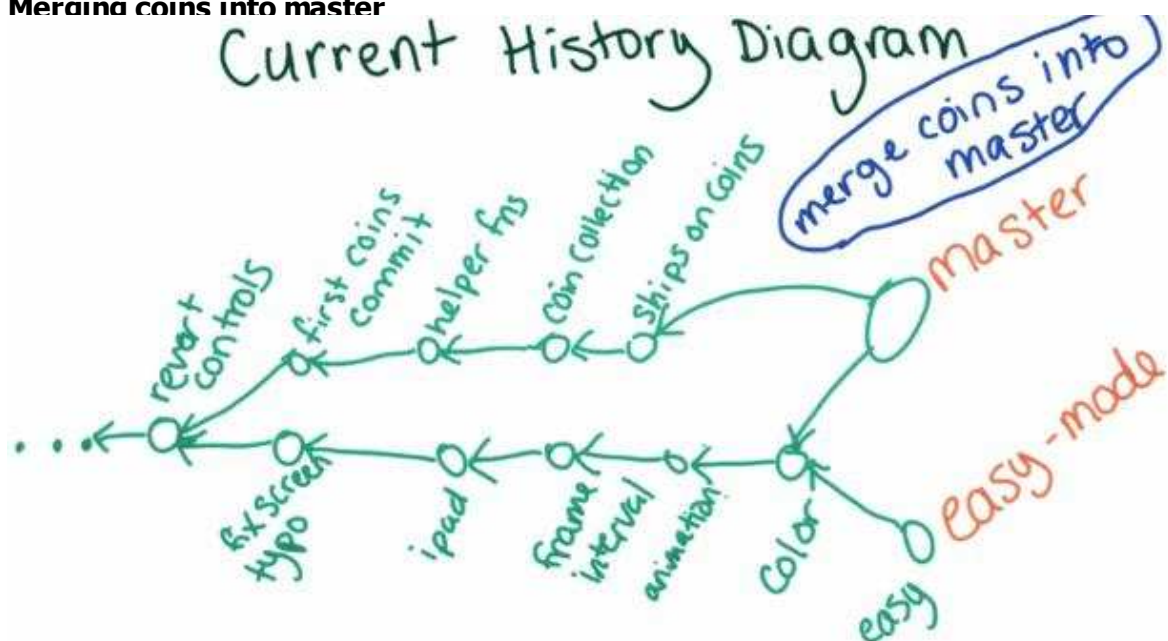 Merging coins into master
Current History Diagram
merge coins into
master
master
revert
controls
first coins
commit
helper fns
coin collection
ships on coins
fix screen
typo
ipad
frame
interval
animation
color
easy
easy-mode